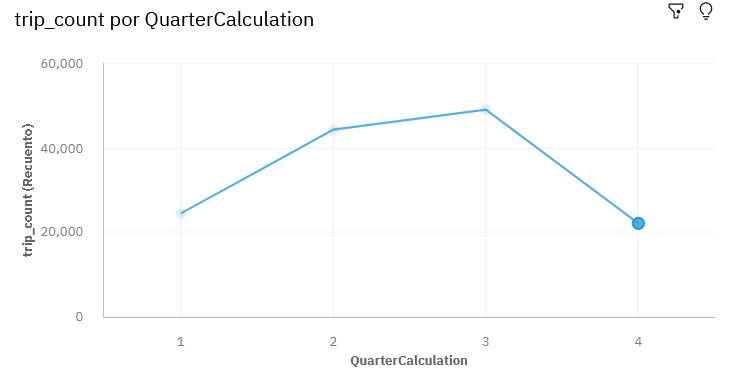 trip_count por QuarterCalculation
60,000
40,000
20,000
0
trip_count (Recuento)
1
2
3
4
QuarterCalculation